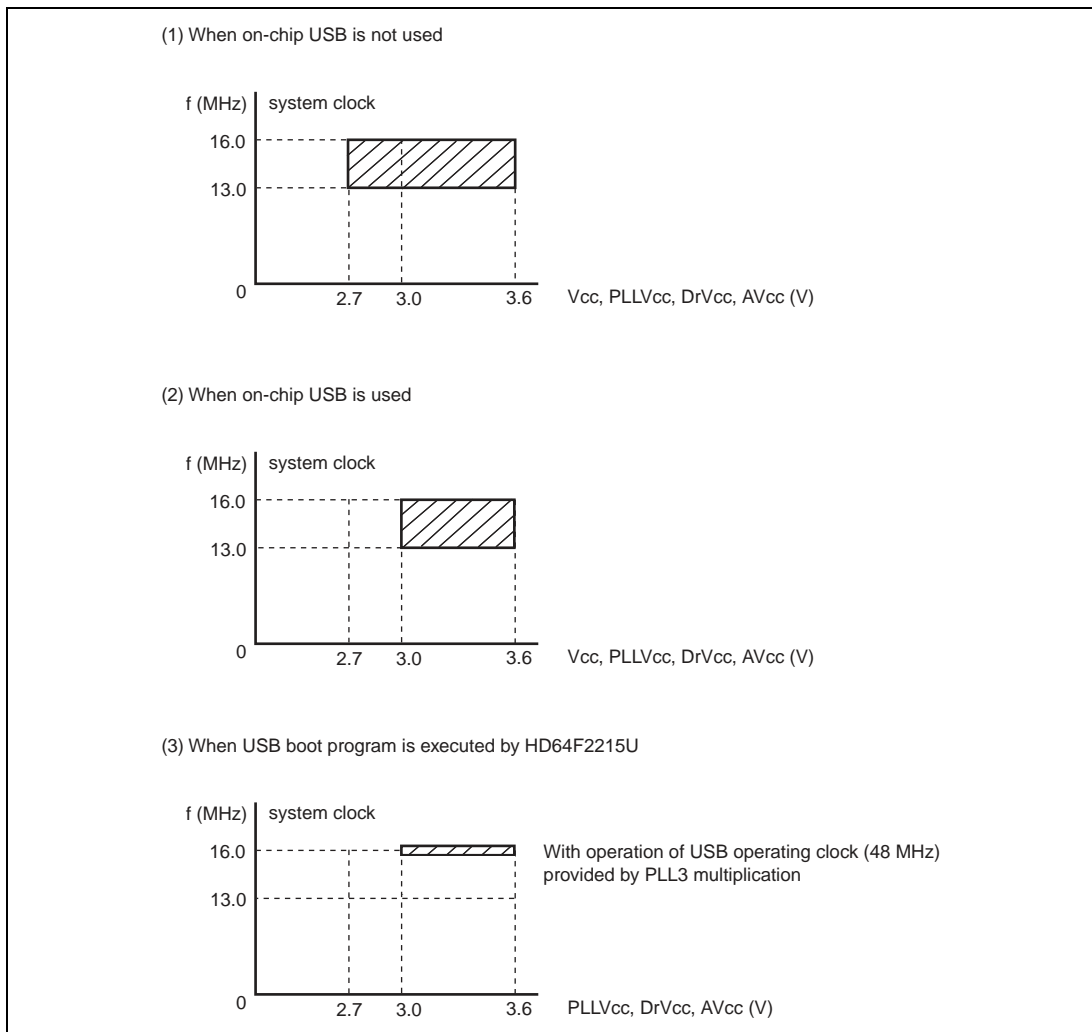 (1) When on-chip USB is not used
f (MHz)
system clock
16.0
13.0
0
2.7
3.0
3.6
Vcc, PLLVcc, DrVcc, AVcc (V)
(2) When on-chip USB is used
f (MHz)
system clock
16.0
13.0
0
2.7
3.0
3.6
Vcc, PLLVcc, DrVcc, AVcc (V)
(3) When USB boot program is executed by HD64F2215U
f (MHz)
system clock
16.0
With operation of USB operating clock (48 MHz)
provided by PLL3 multiplication
13.0
0
2.7
3.0
3.6
PLLVcc, DrVcc, AVcc (V)